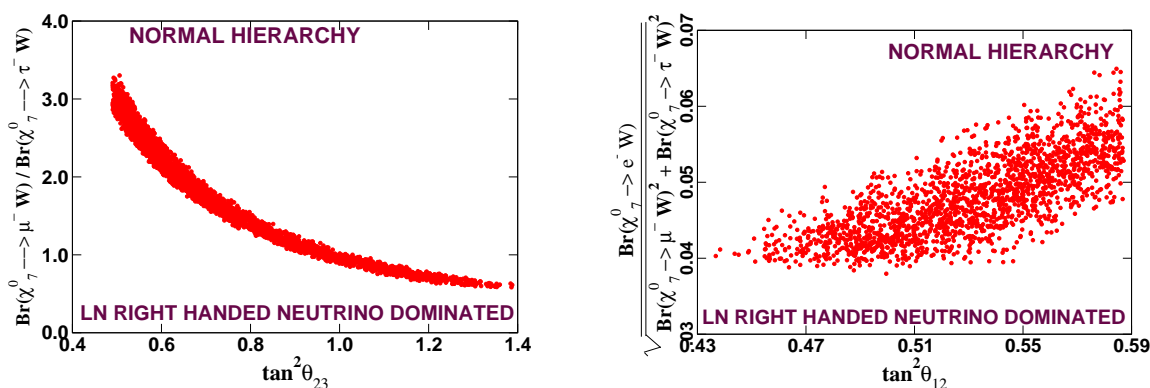 Br(χ⁰₇ —> μ⁻ W) / Br(χ⁰₇ —> τ⁻ W)
4.0
3.0
2.0
1.0
0.0
NORMAL HIERARCHY
LN RIGHT HANDED NEUTRINO DOMINATED
0.4 0.6 0.8 1.0 1.2 1.4
tan²θ₂₃
Br(χ⁰₇ —> e⁻ W)
√Br(χ⁰₇ —> μ⁻ W)² + Br(χ⁰₇ —> τ⁻ W)²
0.07
0.06
0.05
0.04
NORMAL HIERARCHY
LN RIGHT HANDED NEUTRINO DOMINATED
0.43 0.47 0.51 0.55 0.59
tan²θ₁₂